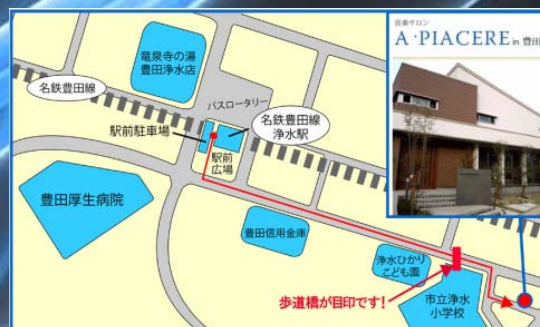 音楽サロン
A・PIACERE in 豊田
竜泉寺の湯
豊田浄水店
名鉄豊田線
バスロータリー
駅前駐車場
名鉄豊田線
浄水駅
駅前
広場
豊田厚生病院
豊田信用金庫
浄水ひかり
こども園
歩道橋が目印です!
市立浄水
小学校